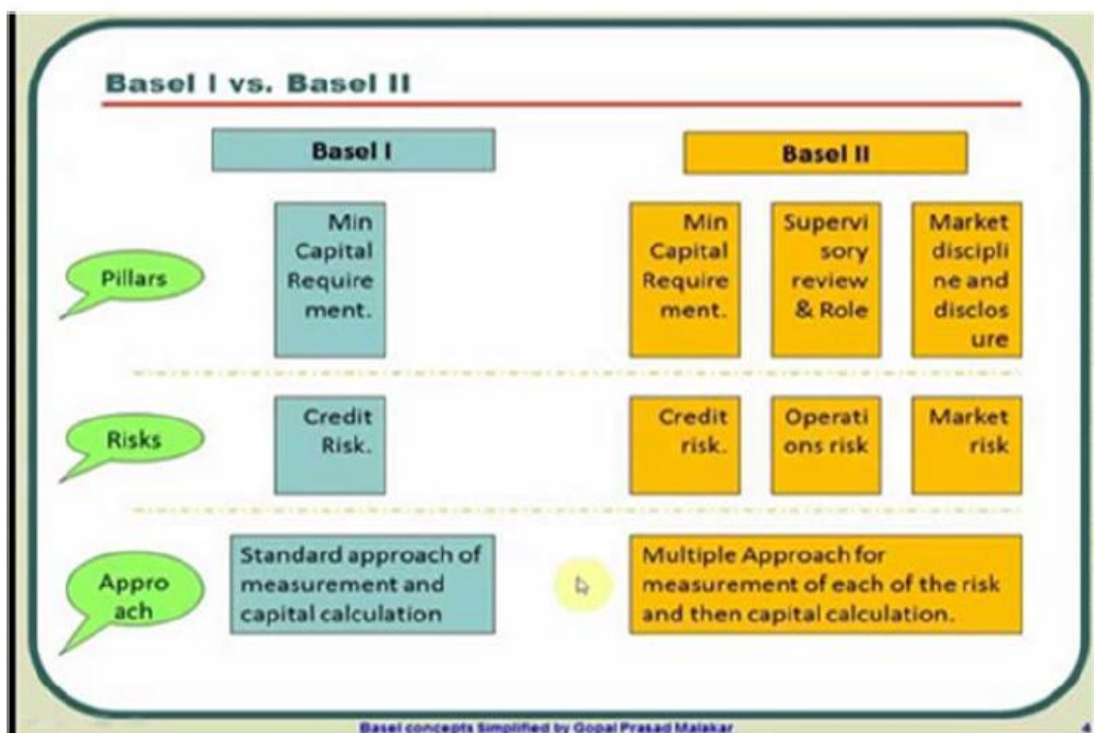 Basel I vs. Basel II
Basel I
Basel II
Pillars
Min
Capital
Require
ment.
Min
Capital
Require
ment.
Supervi
sory
review
& Role
Market
discipli
ne and
disclos
ure
Risks
Credit
Risk.
Credit
risk.
Operati
ons risk
Market
risk
Appro
ach
Standard approach of
measurement and
capital calculation
Multiple Approach for
measurement of each of the risk
and then capital calculation.
Basel concepts Simplified by Gopal Prasad Malakar
4